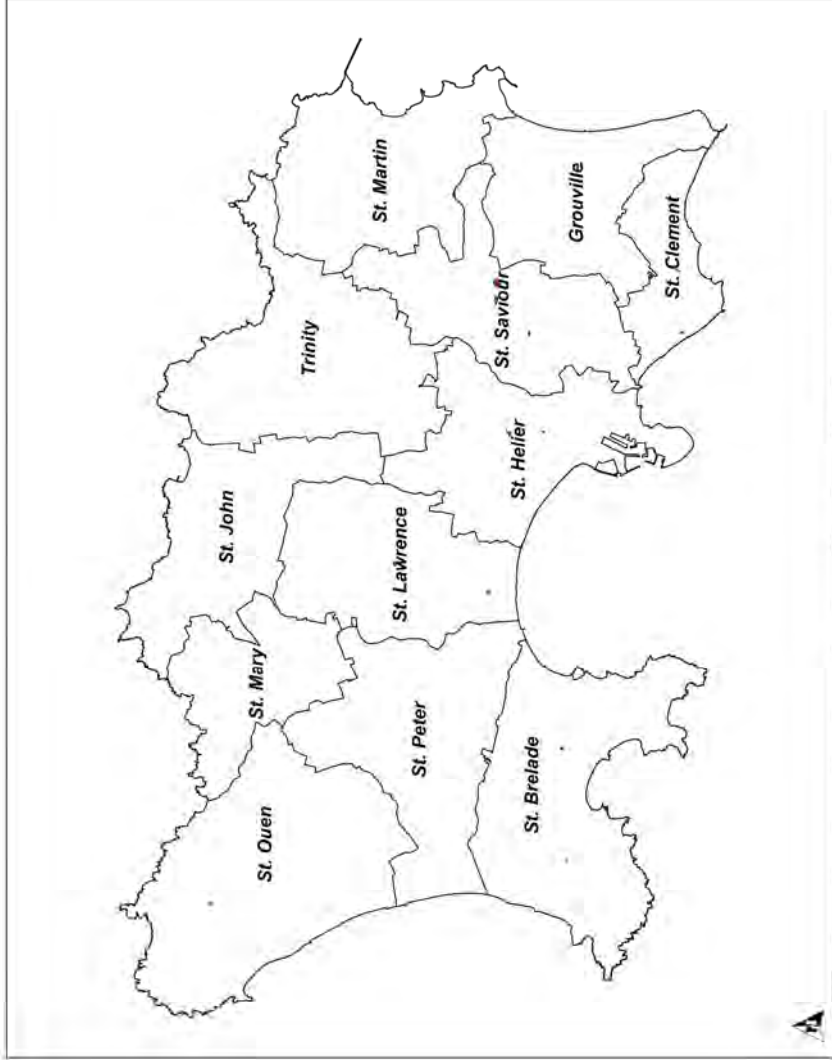 St. Martin
Grouville
St. Clement
Trinity
St. Saviour
St. Helier
St. John
St. Lawrence
St. Mary
St. Peter
St. Brelade
St. Ouen